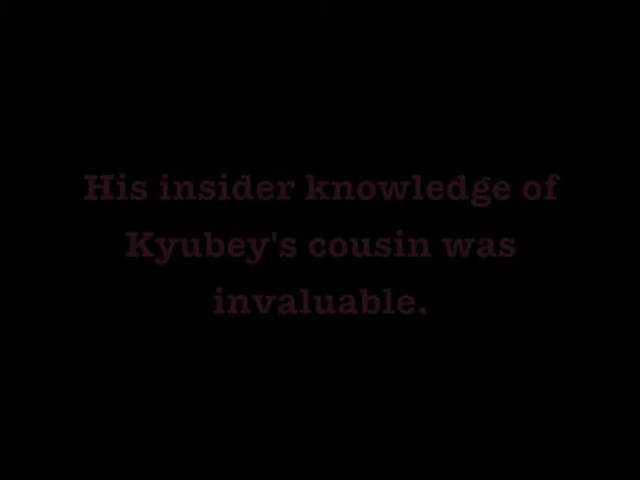 His insider knowledge of
Kyubey's cousin was
invaluable.